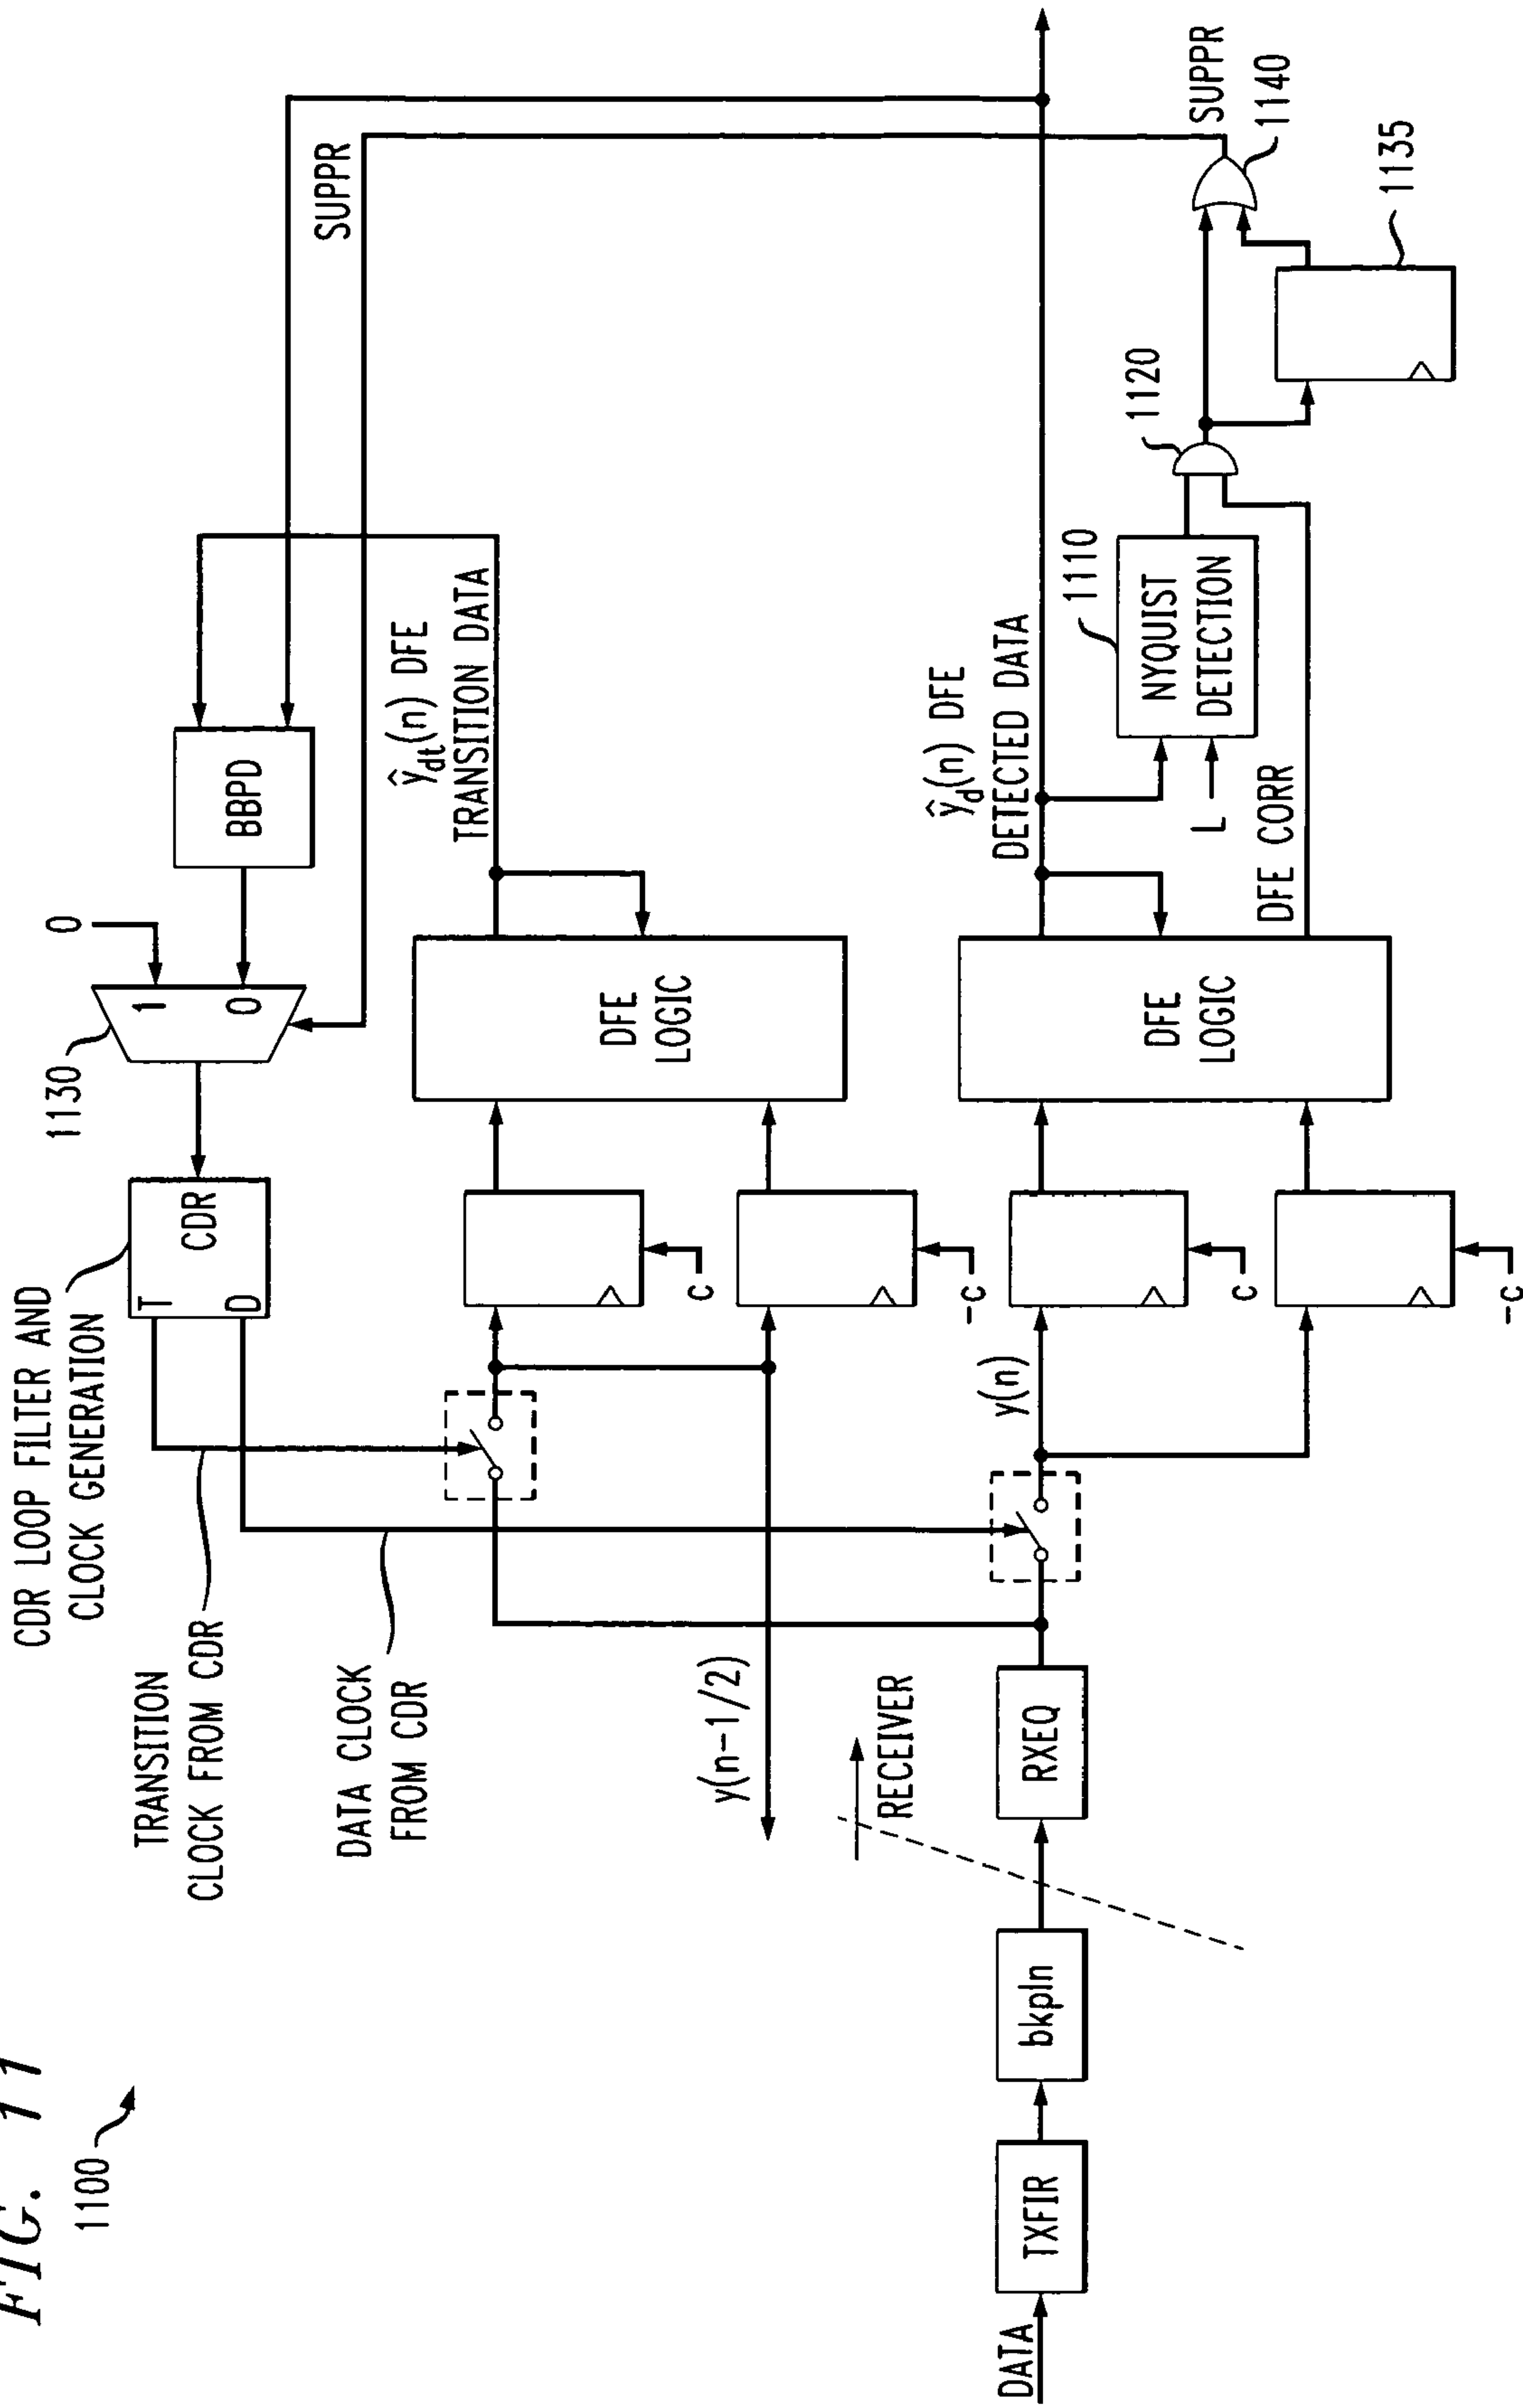 FIG. 11
1100
CDR LOOP FILTER AND
CLOCK GENERATION
TRANSITION
CLOCK FROM CDR
DATA CLOCK
FROM CDR
T
D
CDR
1130
1
0
0
BBPD
SUPPR
ŷdt(n) DFE
TRANSITION DATA
DFE
LOGIC
c
-c
y(n-1/2)
RECEIVER
DATA
TXFIR
bkpln
RXEQ
y(n)
c
-c
DFE
LOGIC
ŷd(n) DFE
DETECTED DATA
DFE CORR
L
NYQUIST
DETECTION
1110
1120
1135
1140
SUPPR